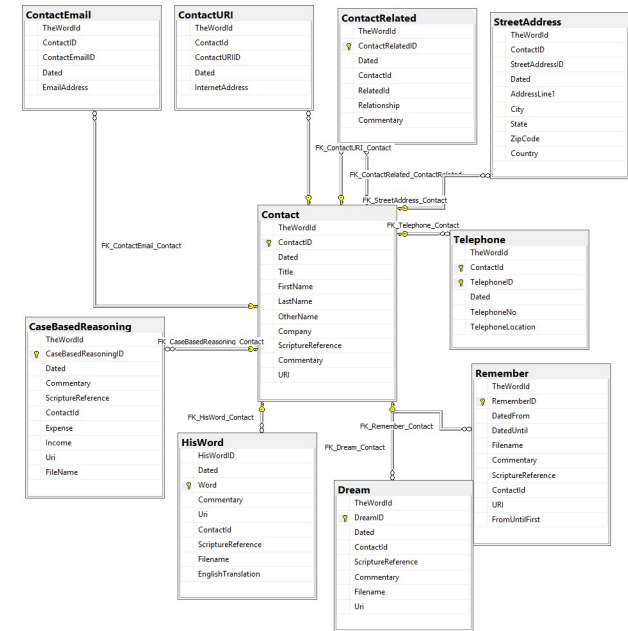 ContactEmail
TheWordId
ContactID
ContactEmailID
Dated
EmailAddress
ContactURI
TheWordId
ContactId
ContactURIID
Dated
InternetAddress
ContactRelated
TheWordId
ContactRelatedID
Dated
ContactId
RelatedId
Relationship
Commentary
StreetAddress
TheWordId
ContactID
StreetAddressID
Dated
AddressLine1
City
State
ZipCode
Country
FK_ContactURI_Contact
FK_ContactRelated_ContactRelated
FK_StreetAddress_Contact
FK_Telephone_Contact
FK_ContactEmail_Contact
Contact
TheWordId
ContactID
Dated
Title
FirstName
LastName
OtherName
Company
ScriptureReference
Commentary
URI
Telephone
TheWordId
ContactId
TelephoneID
Dated
TelephoneNo
TelephoneLocation
CaseBasedReasoning
TheWordId
CaseBasedReasoningID
Dated
Commentary
ScriptureReference
ContactId
Expense
Income
Uri
FileName
FK_CaseBasedReasoning_Contact
FK_HisWord_Contact
FK_Remember_Contact
FK_Dream_Contact
HisWord
HisWordID
Dated
Word
Commentary
Uri
ContactId
ScriptureReference
Filename
EnglishTranslation
Dream
TheWordId
DreamID
Dated
ContactId
ScriptureReference
Commentary
Filename
Uri
Remember
TheWordId
RememberID
DatedFrom
DatedUntil
Filename
Commentary
ScriptureReference
ContactId
URI
FromUntilFirst